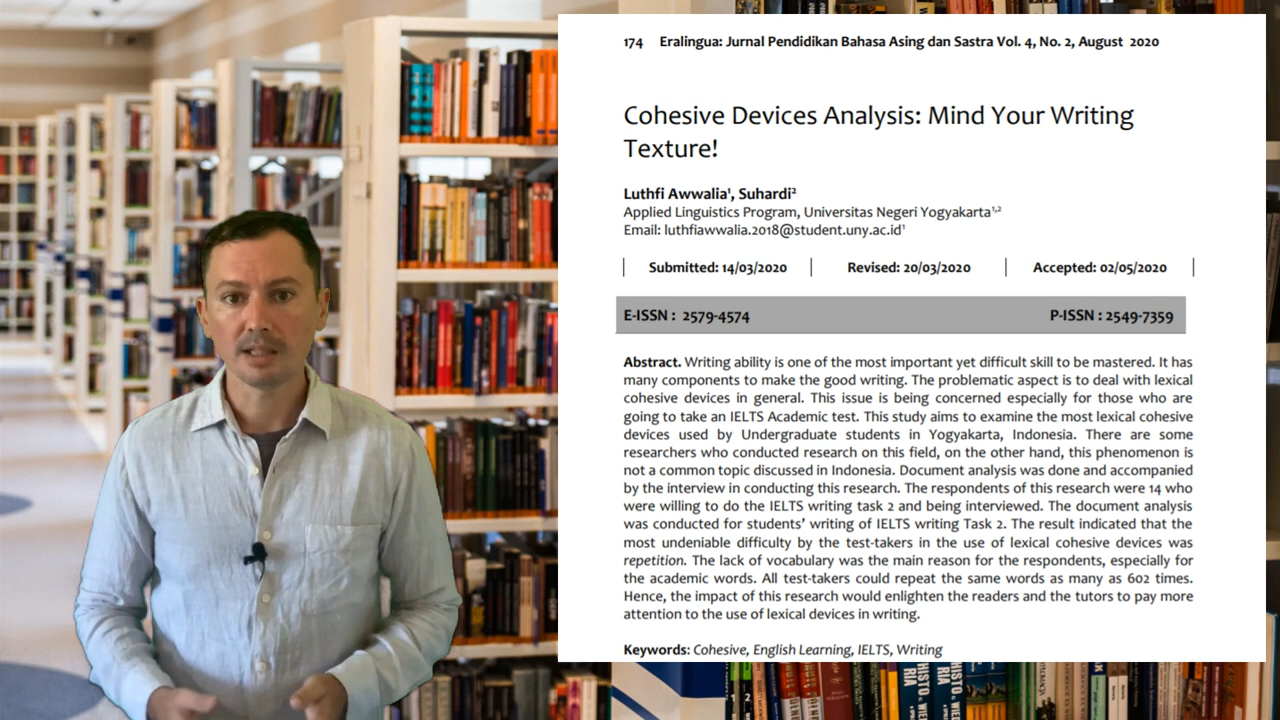 174 Eralingua: Jurnal Pendidikan Bahasa Asing dan Sastra Vol. 4, No. 2, August 2020
Cohesive Devices Analysis: Mind Your Writing
Texture!
Luthfi Awwalia¹, Suhardi²
Applied Linguistics Program, Universitas Negeri Yogyakarta¹,²
Email: luthfiawwalia.2018@student.uny.ac.id¹
Submitted: 14/03/2020 Revised: 20/03/2020 Accepted: 02/05/2020
E-ISSN : 2579-4574 P-ISSN : 2549-7359
Abstract. Writing ability is one of the most important yet difficult skill to be mastered. It has
many components to make the good writing. The problematic aspect is to deal with lexical
cohesive devices in general. This issue is being concerned especially for those who are
going to take an IELTS Academic test. This study aims to examine the most lexical cohesive
devices used by Undergraduate students in Yogyakarta, Indonesia. There are some
researchers who conducted research on this field, on the other hand, this phenomenon is
not a common topic discussed in Indonesia. Document analysis was done and accompanied
by the interview in conducting this research. The respondents of this research were 14 who
were willing to do the IELTS writing task 2 and being interviewed. The document analysis
was conducted for students' writing of IELTS writing Task 2. The result indicated that the
most undeniable difficulty by the test-takers in the use of lexical cohesive devices was
repetition. The lack of vocabulary was the main reason for the respondents, especially for
the academic words. All test-takers could repeat the same words as many as 602 times.
Hence, the impact of this research would enlighten the readers and the tutors to pay more
attention to the use of lexical devices in writing.
Keywords: Cohesive, English Learning, IELTS, Writing